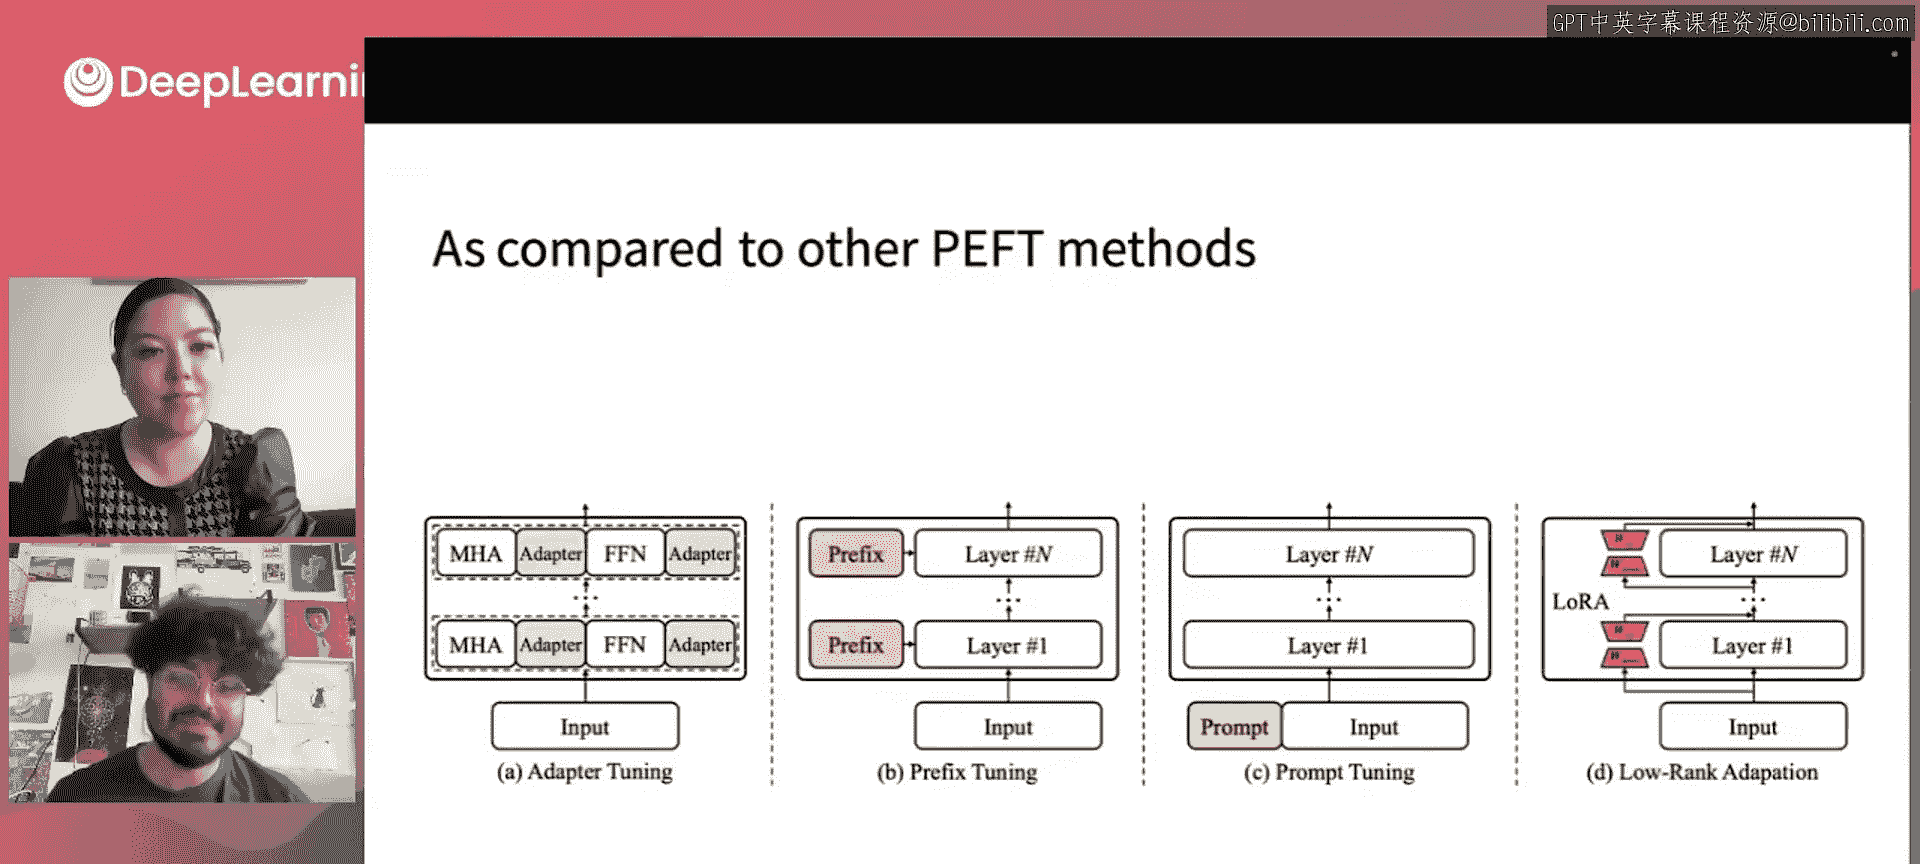 GPT中英字幕课程资源@bilibili.com
DeepLearni
As compared to other PEFT methods
MHA Adapter FFN Adapter
...
MHA Adapter FFN Adapter
Input
(a) Adapter Tuning
Prefix Layer #N
...
Prefix Layer #1
Input
(b) Prefix Tuning
Layer #N
...
Layer #1
Prompt Input
(c) Prompt Tuning
Layer #N
LoRA ...
Layer #1
Input
(d) Low-Rank Adapation